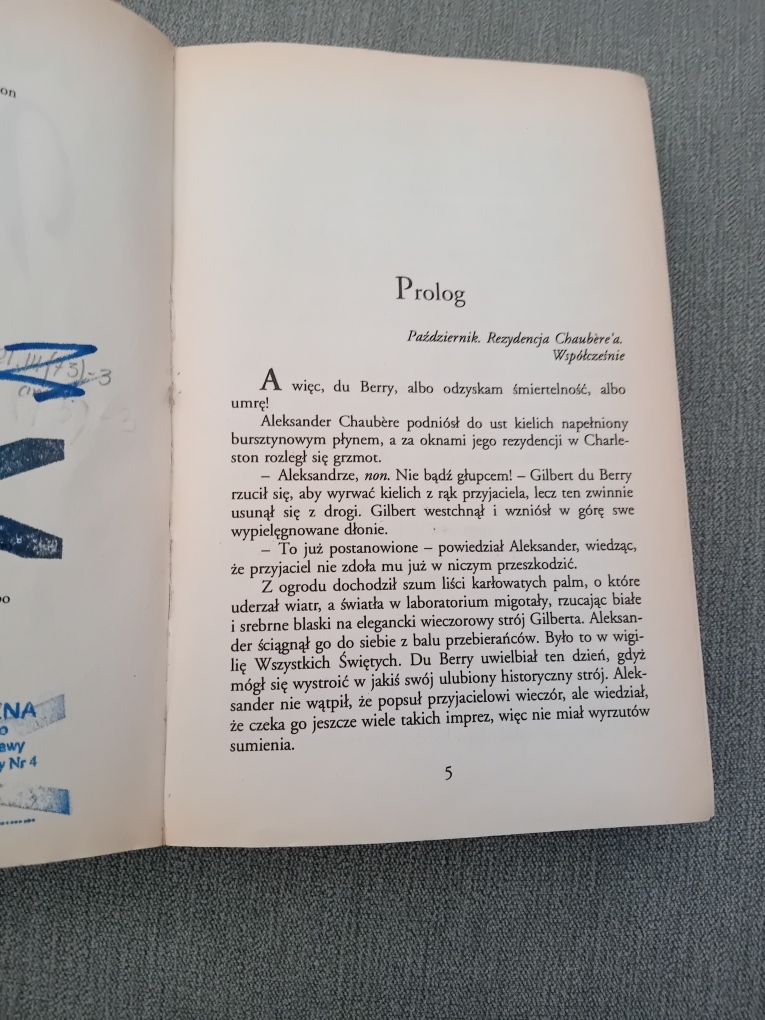 on
-3
oo
ZNA
o
ewy
y Nr 4
Prolog
Październik. Rezydencja Chaubère'a.
Współcześnie
A więc, du Berry, albo odzyskam śmiertelność, albo
umrę!
Aleksander Chaubère podniósł do ust kielich napełniony
bursztynowym płynem, a za oknami jego rezydencji w Charle-
ston rozległ się grzmot.
– Aleksandrze, non. Nie bądź głupcem! – Gilbert du Berry
rzucił się, aby wyrwać kielich z rąk przyjaciela, lecz ten zwinnie
usunął się z drogi. Gilbert westchnął i wzniósł w górę swe
wypielęgnowane dłonie.
– To już postanowione – powiedział Aleksander, wiedząc,
że przyjaciel nie zdoła mu już w niczym przeszkodzić.
Z ogrodu dochodził szum liści karłowatych palm, o które
uderzał wiatr, a światła w laboratorium migotały, rzucając białe
i srebrne blaski na elegancki wieczorowy strój Gilberta. Aleksan-
der ściągnął go do siebie z balu przebierańców. Było to w wigi-
lię Wszystkich Świętych. Du Berry uwielbiał ten dzień, gdyż
mógł się wystroić w jakiś swój ulubiony historyczny strój. Alek-
sander nie wątpił, że popsuł przyjacielowi wieczór, ale wiedział,
że czeka go jeszcze wiele takich imprez, więc nie miał wyrzutów
sumienia.
5